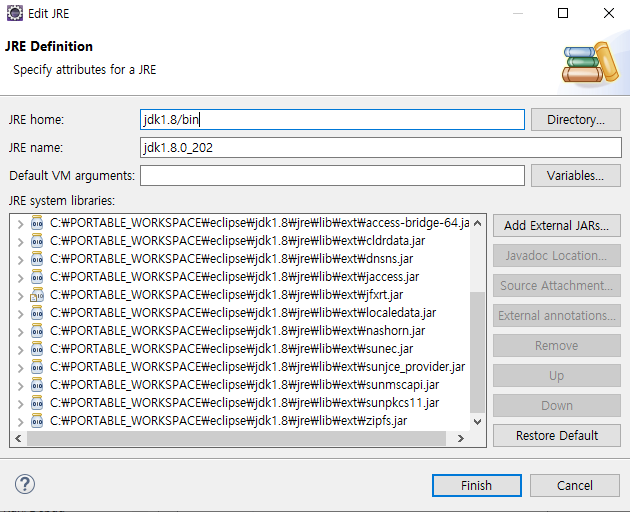 Edit JRE
JRE Definition
Specify attributes for a JRE
JRE home: jdk1.8/bin Directory...
JRE name: jdk1.8.0_202
Default VM arguments: Variables...
JRE system libraries:
C:₩PORTABLE_WORKSPACE₩eclipse₩jdk1.8₩jre₩lib₩ext₩access-bridge-64.ja
C:₩PORTABLE_WORKSPACE₩eclipse₩jdk1.8₩jre₩lib₩ext₩cldrdata.jar
C:₩PORTABLE_WORKSPACE₩eclipse₩jdk1.8₩jre₩lib₩ext₩dnsns.jar
C:₩PORTABLE_WORKSPACE₩eclipse₩jdk1.8₩jre₩lib₩ext₩jaccess.jar
C:₩PORTABLE_WORKSPACE₩eclipse₩jdk1.8₩jre₩lib₩ext₩jfxrt.jar
C:₩PORTABLE_WORKSPACE₩eclipse₩jdk1.8₩jre₩lib₩ext₩localedata.jar
C:₩PORTABLE_WORKSPACE₩eclipse₩jdk1.8₩jre₩lib₩ext₩nashorn.jar
C:₩PORTABLE_WORKSPACE₩eclipse₩jdk1.8₩jre₩lib₩ext₩sunec.jar
C:₩PORTABLE_WORKSPACE₩eclipse₩jdk1.8₩jre₩lib₩ext₩sunjce_provider.jar
C:₩PORTABLE_WORKSPACE₩eclipse₩jdk1.8₩jre₩lib₩ext₩sunmscapi.jar
C:₩PORTABLE_WORKSPACE₩eclipse₩jdk1.8₩jre₩lib₩ext₩sunpkcs11.jar
C:₩PORTABLE_WORKSPACE₩eclipse₩jdk1.8₩jre₩lib₩ext₩zipfs.jar
Add External JARs...
Javadoc Location...
Source Attachment...
External annotations...
Remove
Up
Down
Restore Default
? Finish Cancel